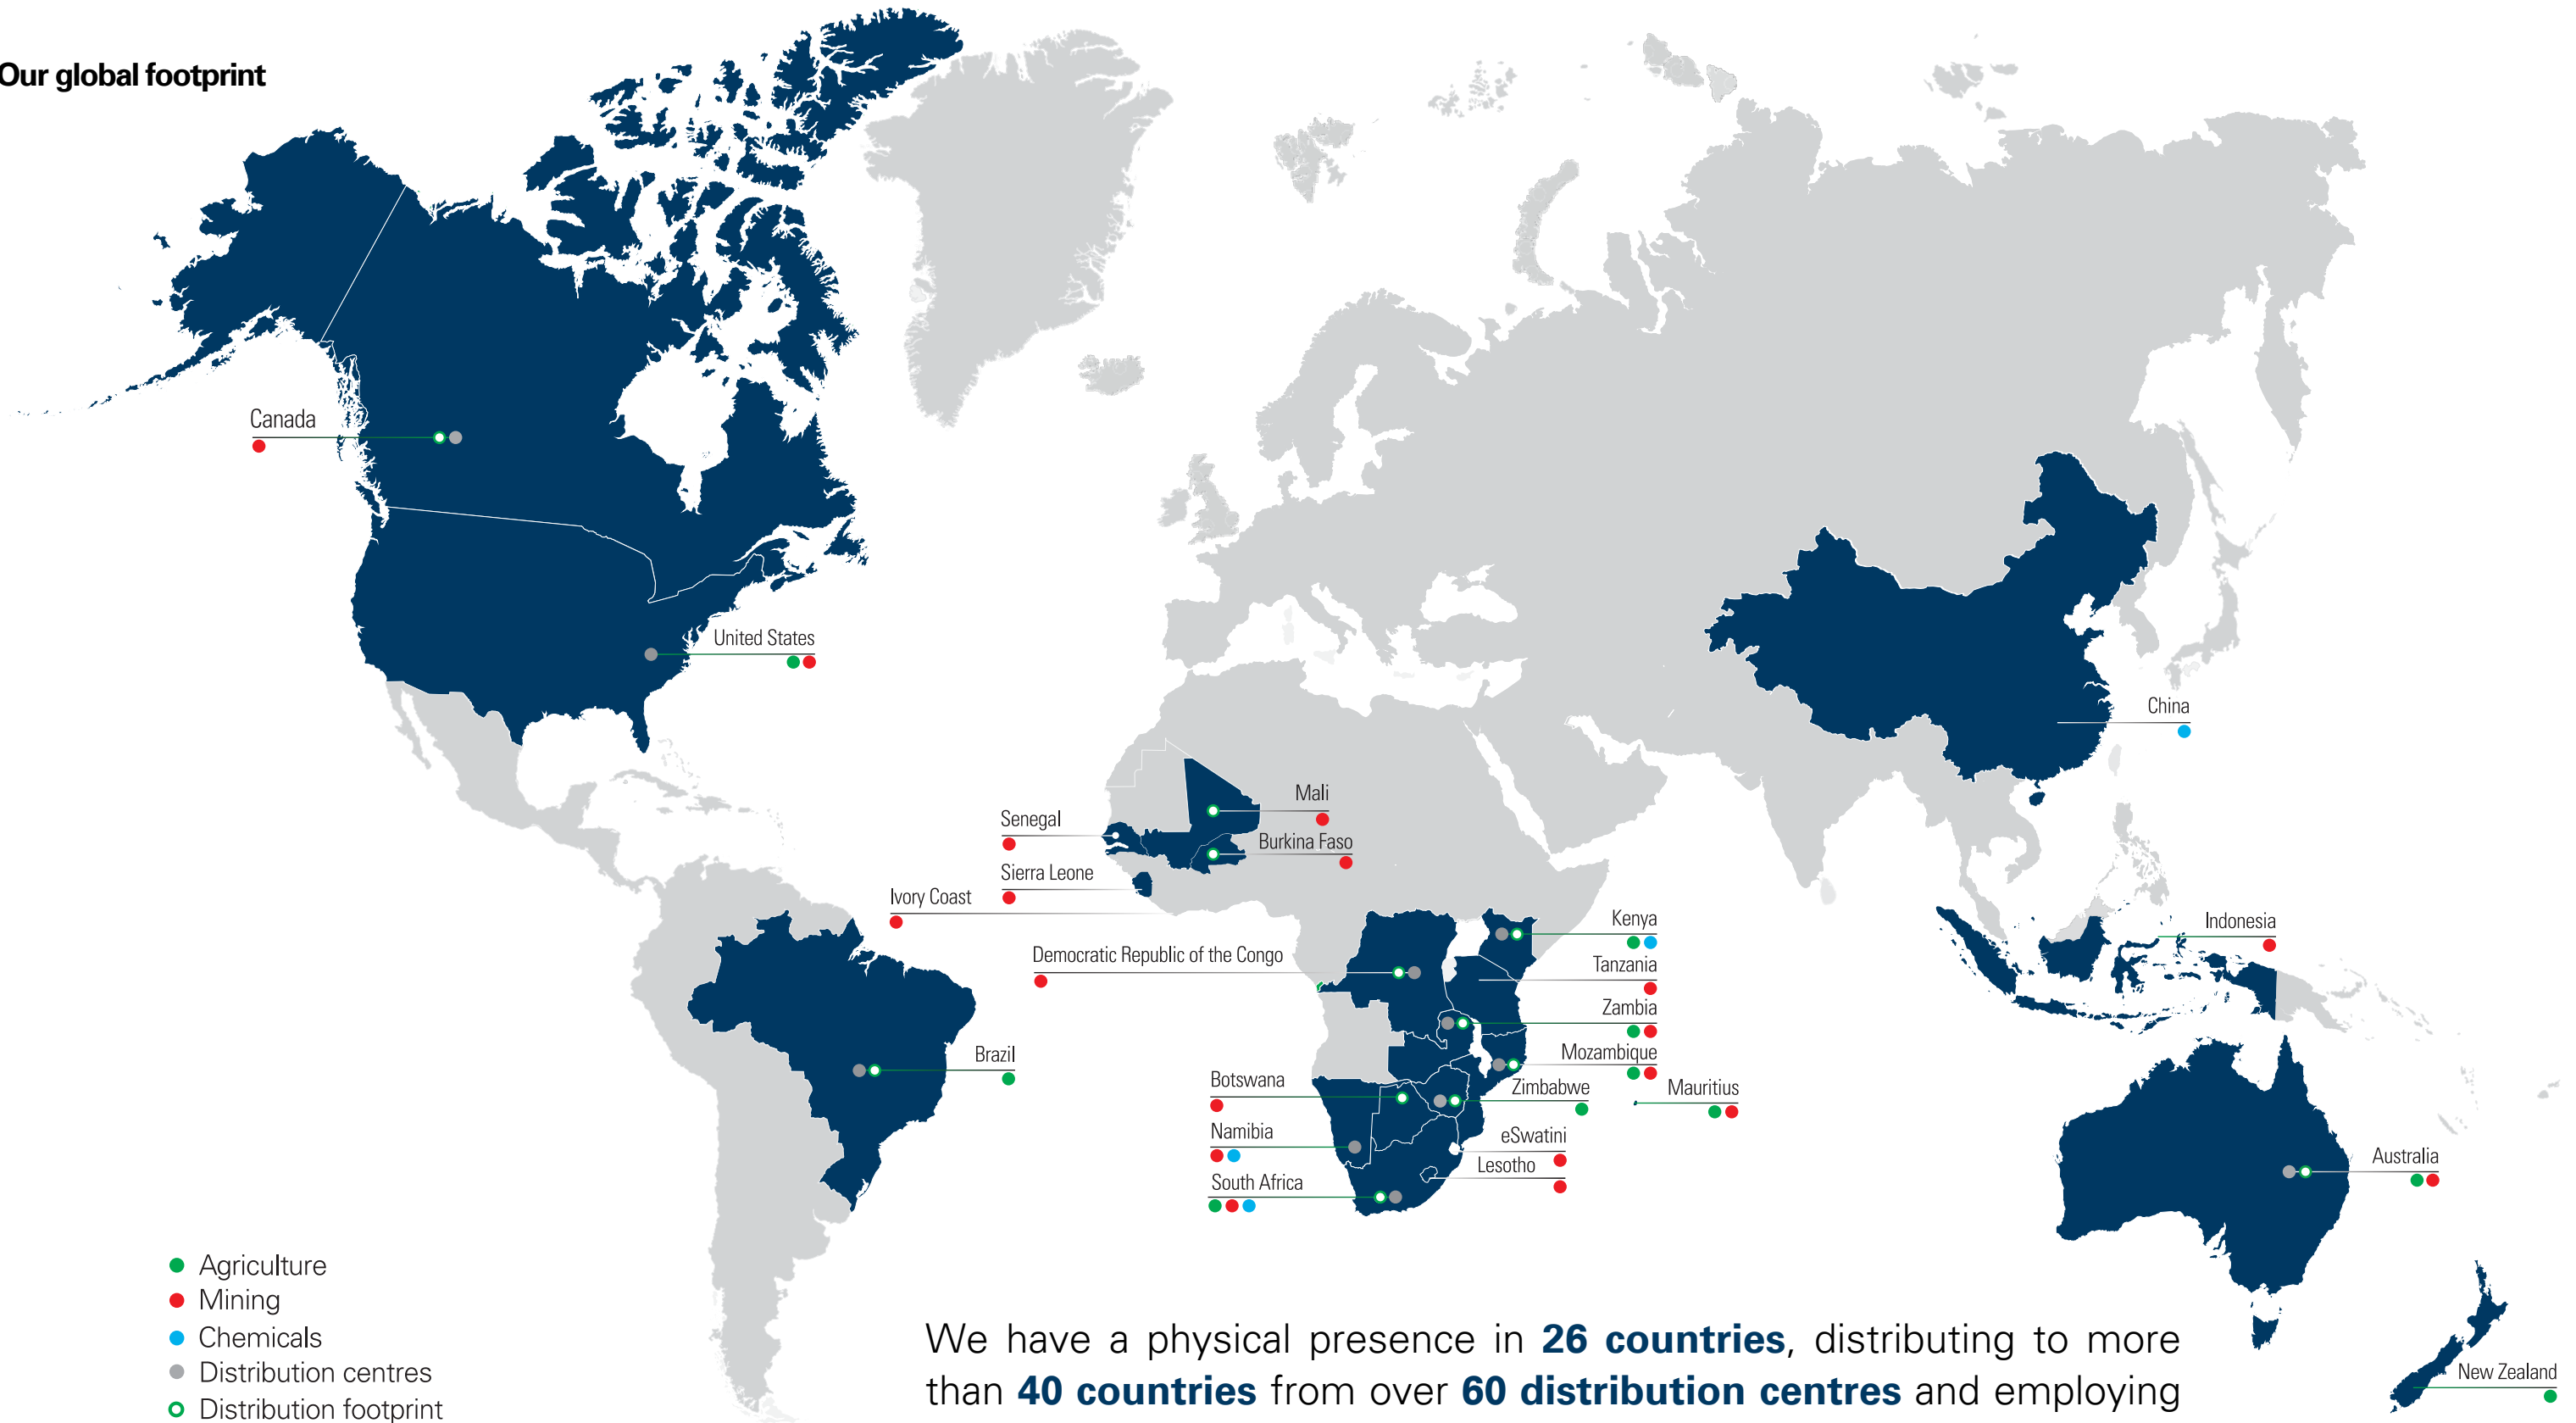 Our global footprint
Canada
United States
China
Mali
Senegal
Burkina Faso
Sierra Leone
Ivory Coast
Kenya
Indonesia
Democratic Republic of the Congo
Tanzania
Zambia
Brazil
Mozambique
Botswana
Zimbabwe
Mauritius
Namibia
eSwatini
Australia
Lesotho
South Africa
Agriculture
Mining
Chemicals
Distribution centres
Distribution footprint
We have a physical presence in 26 countries, distributing to more
than 40 countries from over 60 distribution centres and employing
New Zealand